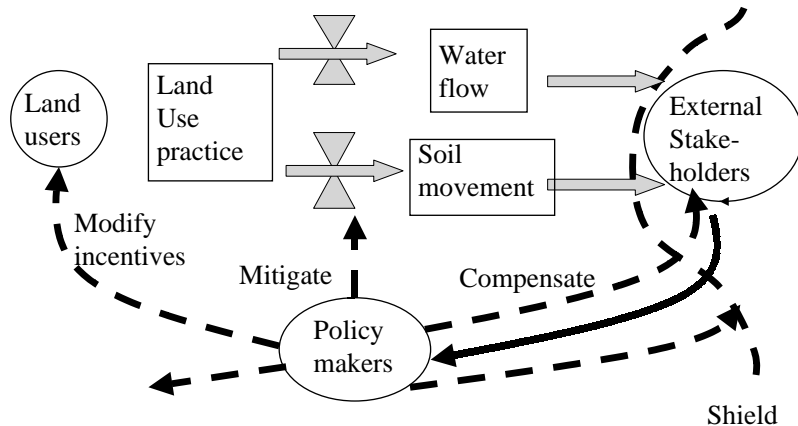 Land
users
Land
Use
practice
Water
flow
Soil
movement
External
Stake-
holders
Modify
incentives
Mitigate
Compensate
Policy
makers
Shield